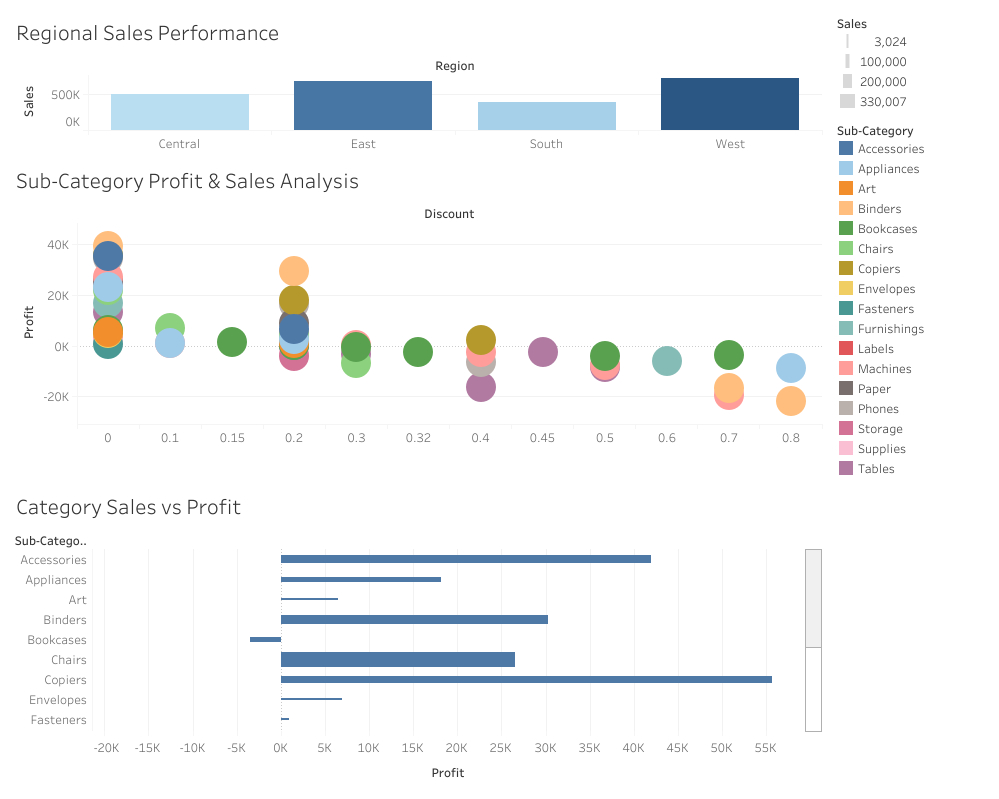 Regional Sales Performance
Region
Sales
500K
0K
Central East South West
Sub-Category Profit & Sales Analysis
Discount
Profit
40K
20K
0K
-20K
0 0.1 0.15 0.2 0.3 0.32 0.4 0.45 0.5 0.6 0.7 0.8
Category Sales vs Profit
Sub-Catego..
Accessories
Appliances
Art
Binders
Bookcases
Chairs
Copiers
Envelopes
Fasteners
-20K -15K -10K -5K 0K 5K 10K 15K 20K 25K 30K 35K 40K 45K 50K 55K
Profit
Sales
3,024
100,000
200,000
330,007
Sub-Category
Accessories
Appliances
Art
Binders
Bookcases
Chairs
Copiers
Envelopes
Fasteners
Furnishings
Labels
Machines
Paper
Phones
Storage
Supplies
Tables